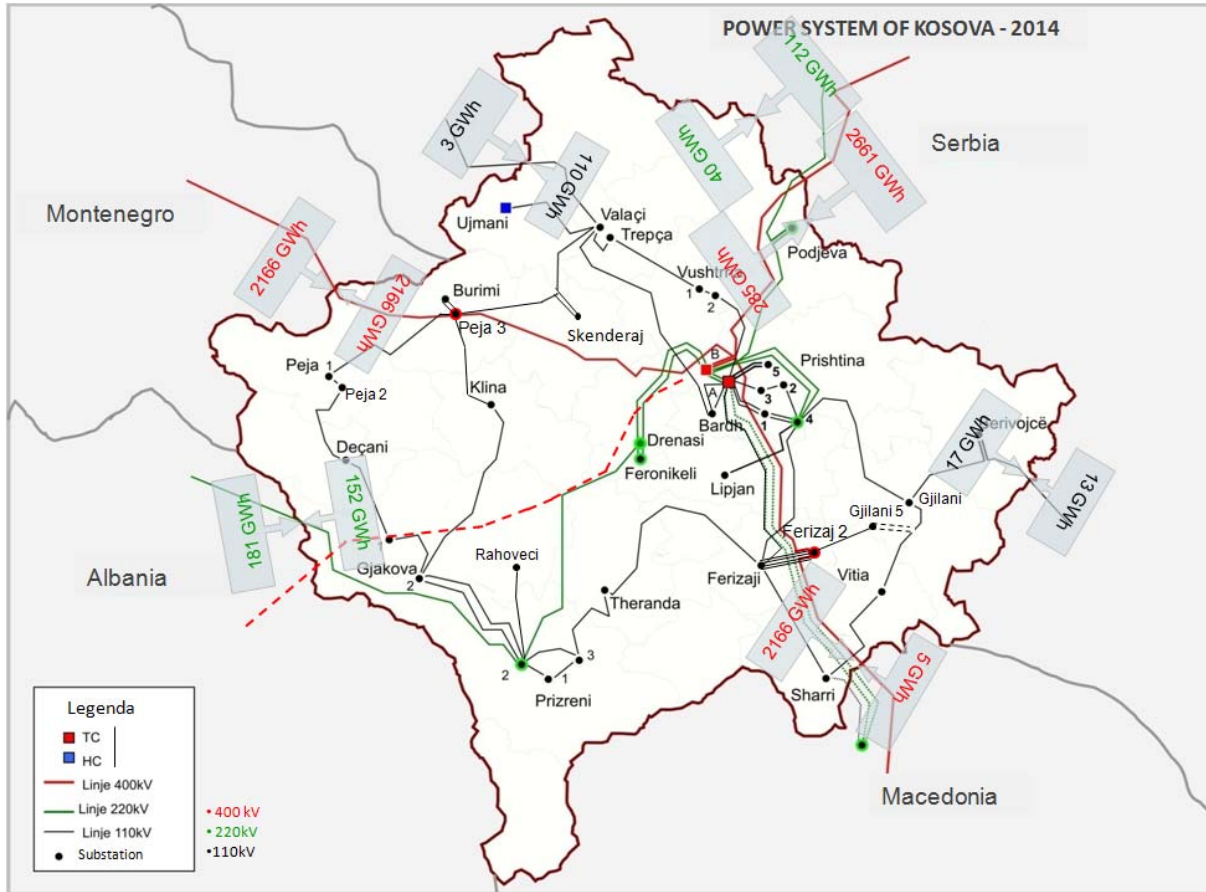 POWER SYSTEM OF KOSOVA - 2014
112 GWh
40 GWh
2661 GWh
285 GWh
Serbia
3 GWh
110 GWh
Montenegro
2166 GWh
2166 GWh
Ujmani
Valaçi
Trepça
Podjeva
1
2
Burimi
Peja 3
Skenderaj
B
Prishtina
A
5
2
3
1
4
Peja 1
Peja 2
Klina
Bardh
Deçani
Drenasi
Feronikeli
Lipjan
17 GWh
13 GWh
Gjilani
Gjilani 5
Ferizaj 2
181 GWh
152 GWh
Albania
Gjakova
2
Rahoveci
Theranda
Ferizaji
Vitia
2166 GWh
5 GWh
2
1
3
Prizreni
Sharri
Macedonia
Legenda
TC
HC
Linje 400kV
Linje 220kV
Linje 110kV
Substation
• 400 kV
• 220kV
•110kV